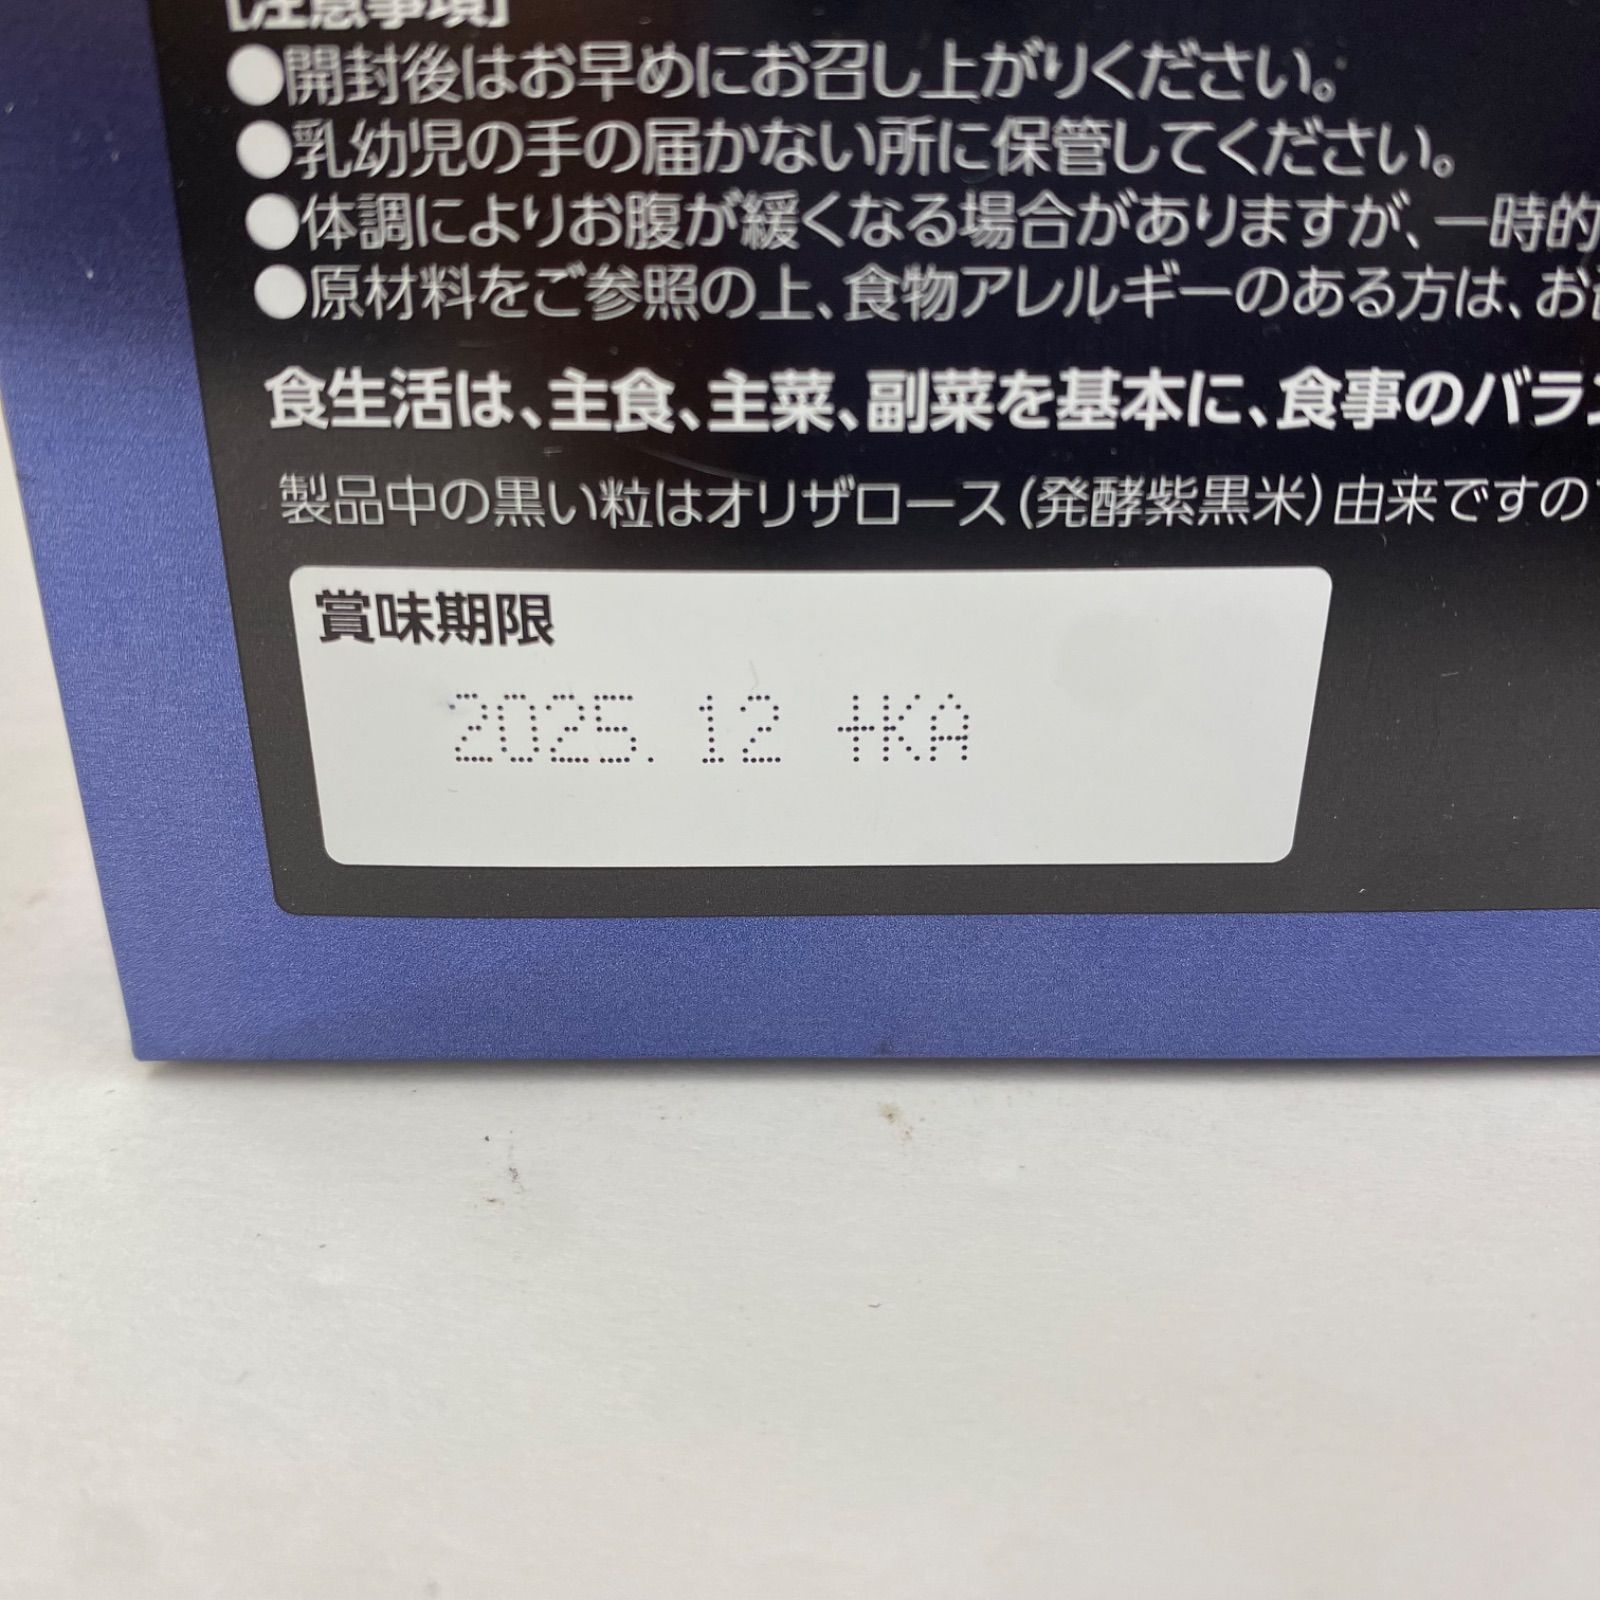 [注意事項]
●開封後はお早めにお召し上がりください。
●乳幼児の手の届かない所に保管してください。
●体調によりお腹が緩くなる場合がありますが、一時的
●原材料をご参照の上、食物アレルギーのある方は、お
食生活は、主食、主菜、副菜を基本に、食事のバラン
製品中の黒い粒はオリザロース(発酵紫黒米)由来ですの
賞味期限
2025.12 +KA